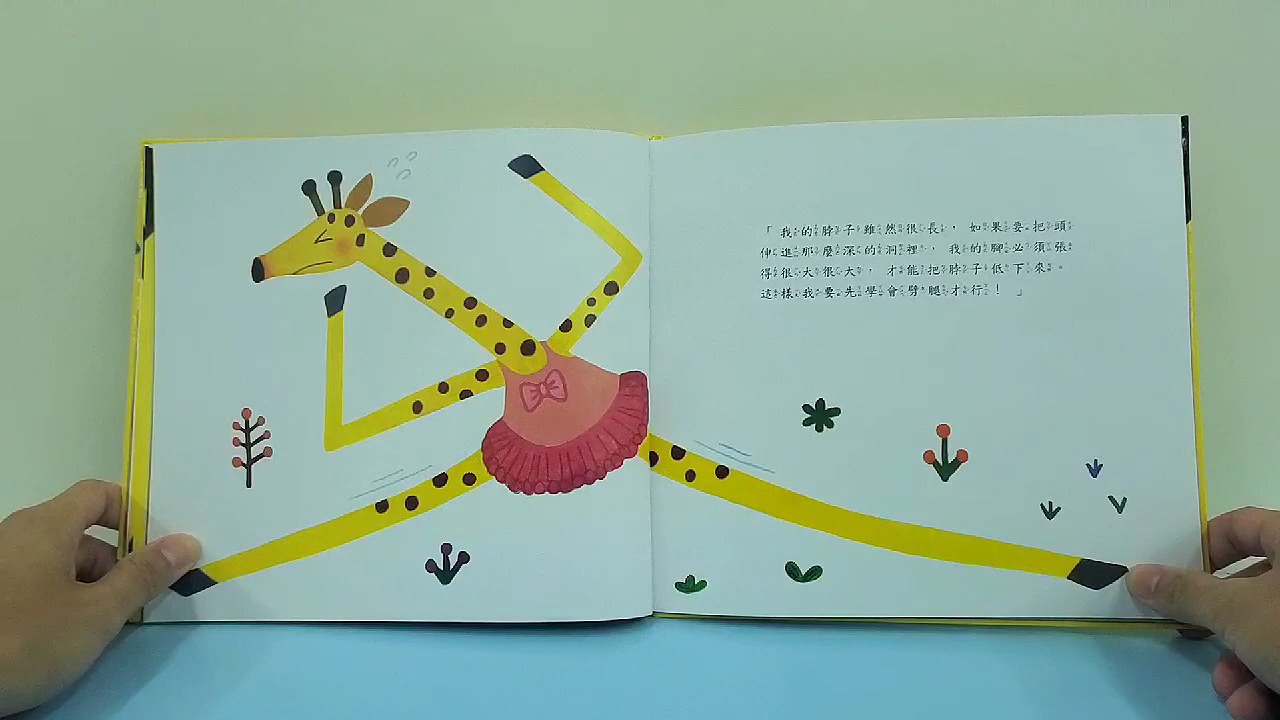 「我的脖子雖然很長，如果要把頭
伸進那麼深的洞裡，我的腳必須張
得很大很大，才能把脖子低下來。
這樣我要先學會劈腿才行！」